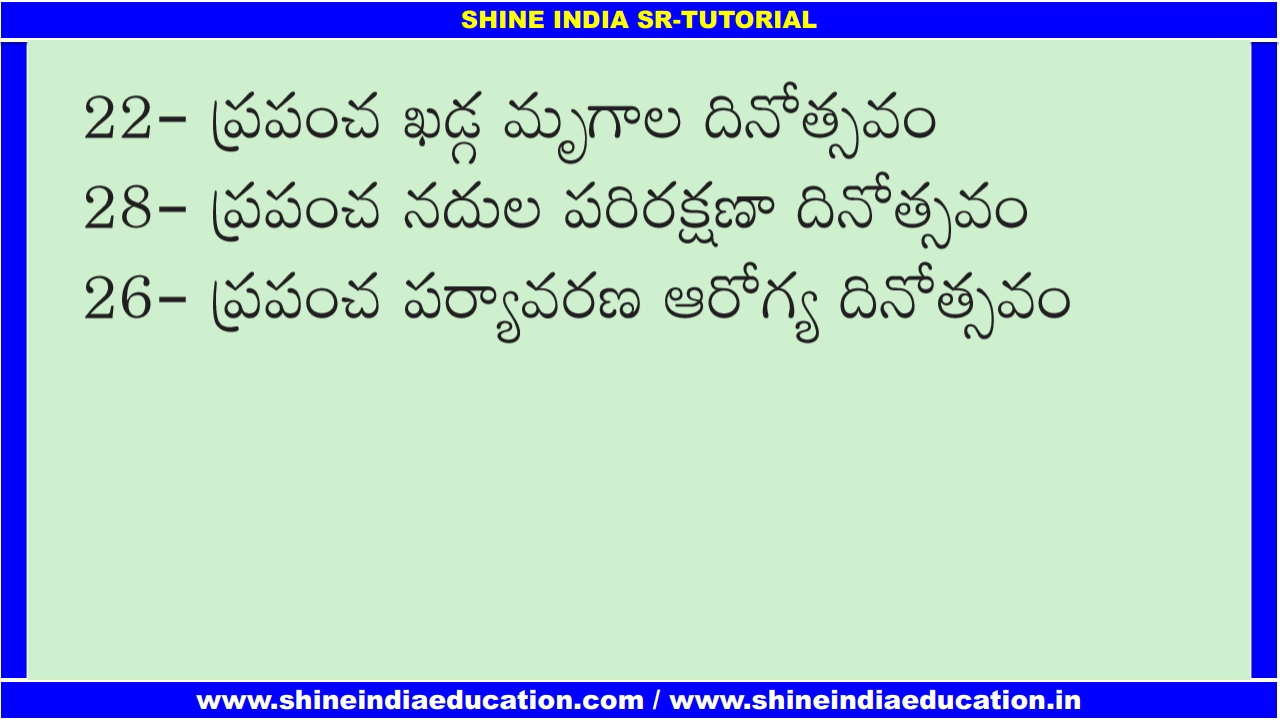 SHINE INDIA SR-TUTORIAL
22- ప్రపంచ ఖడ్గ మృగాల దినోత్సవం
28- ప్రపంచ నదుల పరిరక్షణా దినోత్సవం
26- ప్రపంచ పర్యావరణ ఆరోగ్య దినోత్సవం
www.shineindiaeducation.com / www.shineindiaeducation.in